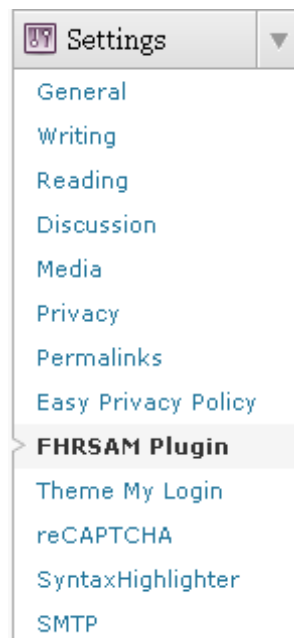 Settings
General
Writing
Reading
Discussion
Media
Privacy
Permalinks
Easy Privacy Policy
FHRSAM Plugin
Theme My Login
reCAPTCHA
SyntaxHighlighter
SMTP